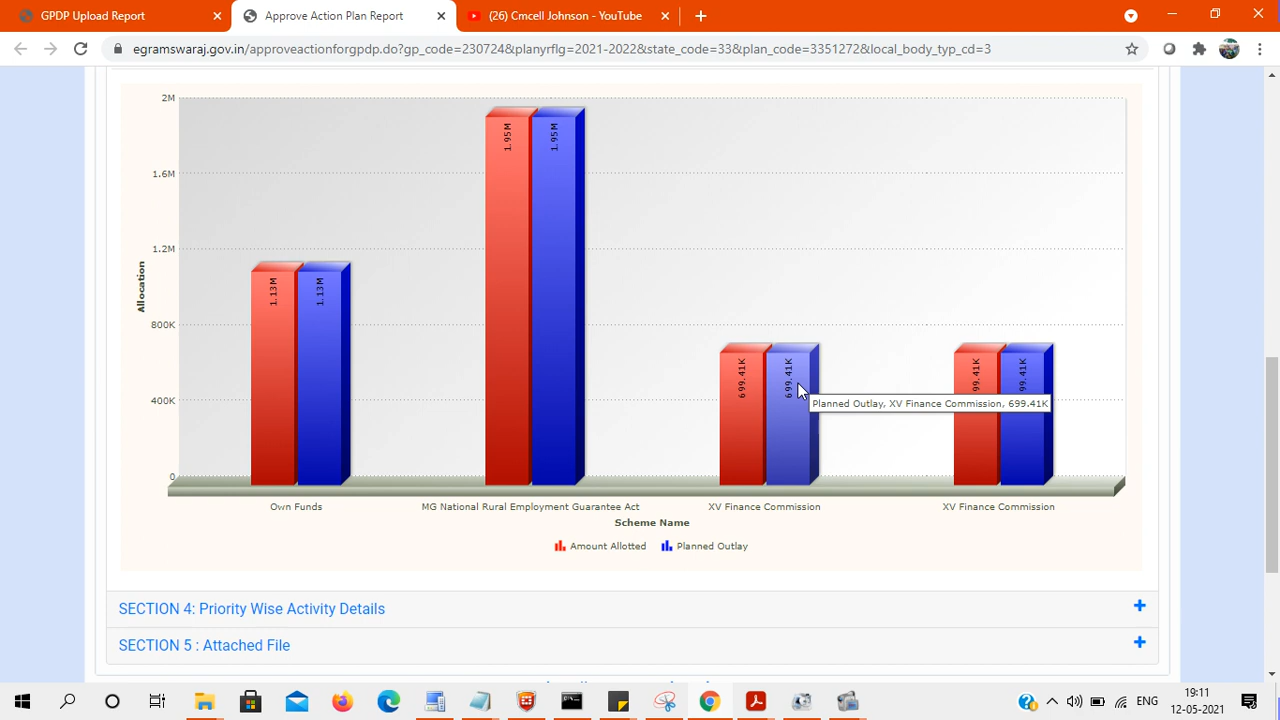 GPDP Upload Report
Approve Action Plan Report
(26) Cmcell Johnson - YouTube
egramswaraj.gov.in/approveactionforgpdp.do?gp_code=230724&planyrflg=2021-2022&state_code=33&plan_code=3351272&local_body_typ_cd=3
2M
1.6M
1.2M
800K
400K
0
Allocation
1.13M
1.13M
1.95M
1.95M
699.41K
699.41K
99.41K
99.41K
Planned Outlay, XV Finance Commission, 699.41K
Own Funds
MG National Rural Employment Guarantee Act
XV Finance Commission
XV Finance Commission
Scheme Name
Amount Allotted
Planned Outlay
SECTION 4: Priority Wise Activity Details
SECTION 5 : Attached File
ENG
19:11
12-05-2021